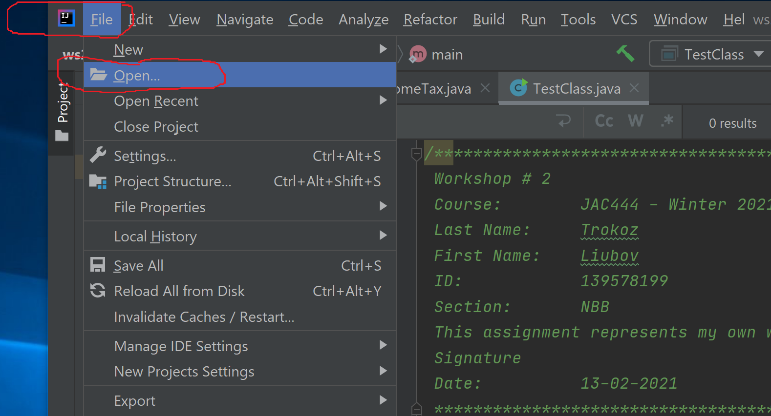 IJ File Edit View Navigate Code Analyze Refactor Build Run Tools VCS Window Hel
m main
TestClass
omeTax.java
C TestClass.java
Project
New
Open...
Open Recent
Close Project
Settings... Ctrl+Alt+S
Project Structure... Ctrl+Alt+Shift+S
File Properties
Local History
Save All Ctrl+S
Reload All from Disk Ctrl+Alt+Y
Invalidate Caches / Restart...
Manage IDE Settings
New Projects Settings
Export
Cc W .* 0 results
/***********************************
Workshop # 2
Course: JAC444 - Winter 2021
Last Name: Trokoz
First Name: Liubov
ID: 139578199
Section: NBB
This assignment represents my own w
Signature
Date: 13-02-2021
***********************************